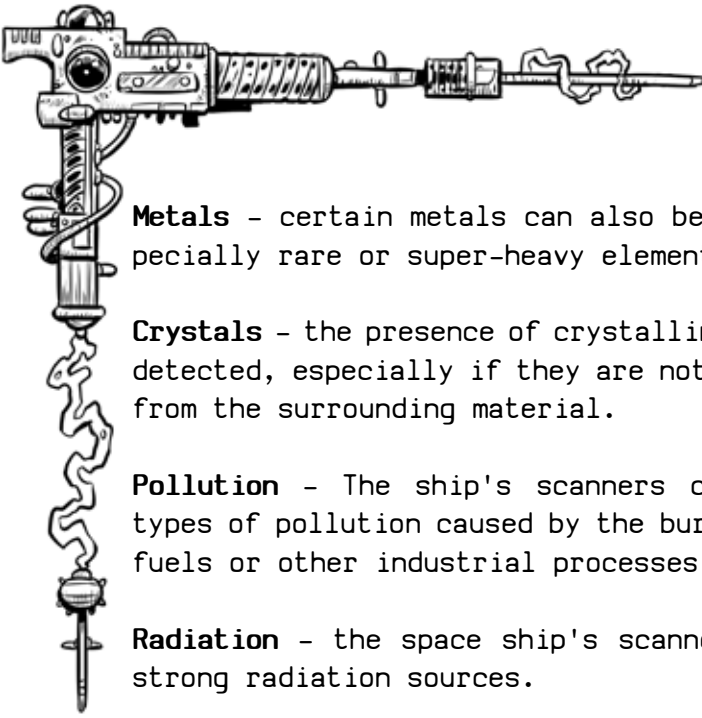 Metals – certain metals can also be
pecially rare or super-heavy element
Crystals – the presence of crystallin
detected, especially if they are not
from the surrounding material.
Pollution – The ship's scanners c
types of pollution caused by the bur
fuels or other industrial processes
Radiation – the space ship's scanne
strong radiation sources.